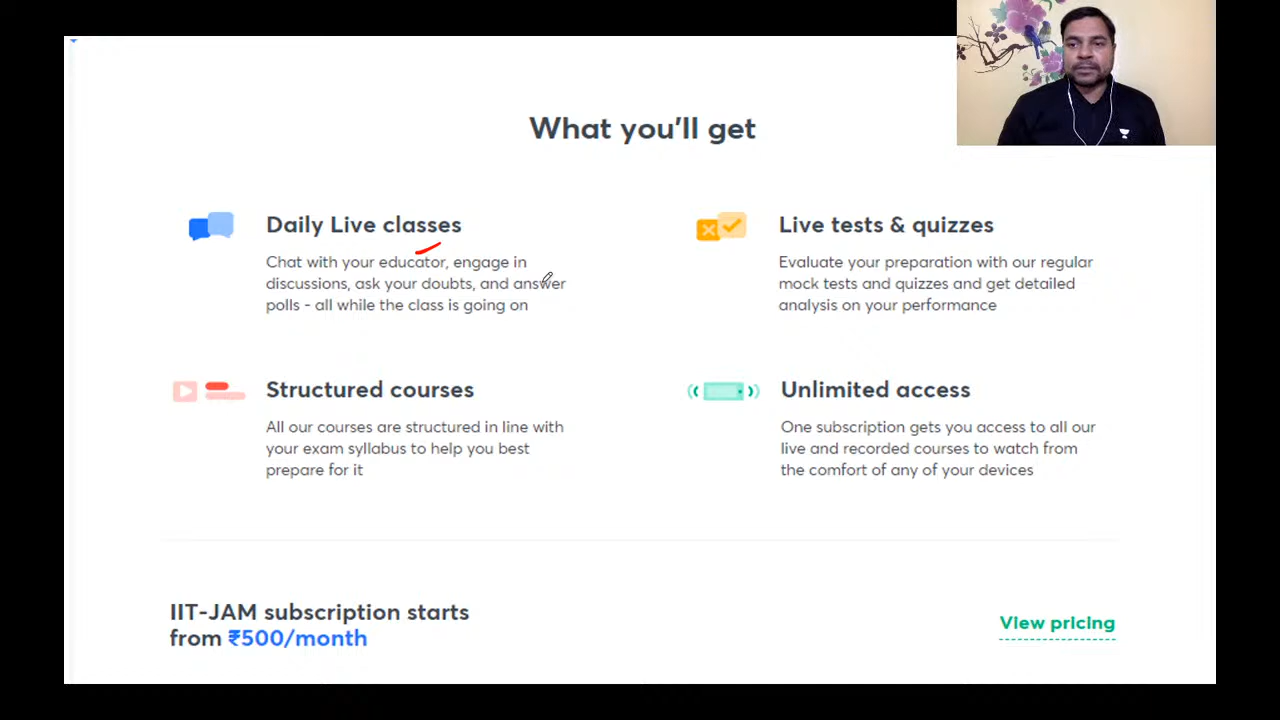 What you'll get
Daily Live classes
Chat with your educator, engage in
discussions, ask your doubts, and answer
polls - all while the class is going on
Live tests & quizzes
Evaluate your preparation with our regular
mock tests and quizzes and get detailed
analysis on your performance
Structured courses
All our courses are structured in line with
your exam syllabus to help you best
prepare for it
Unlimited access
One subscription gets you access to all our
live and recorded courses to watch from
the comfort of any of your devices
IIT-JAM subscription starts
from ₹500/month
View pricing